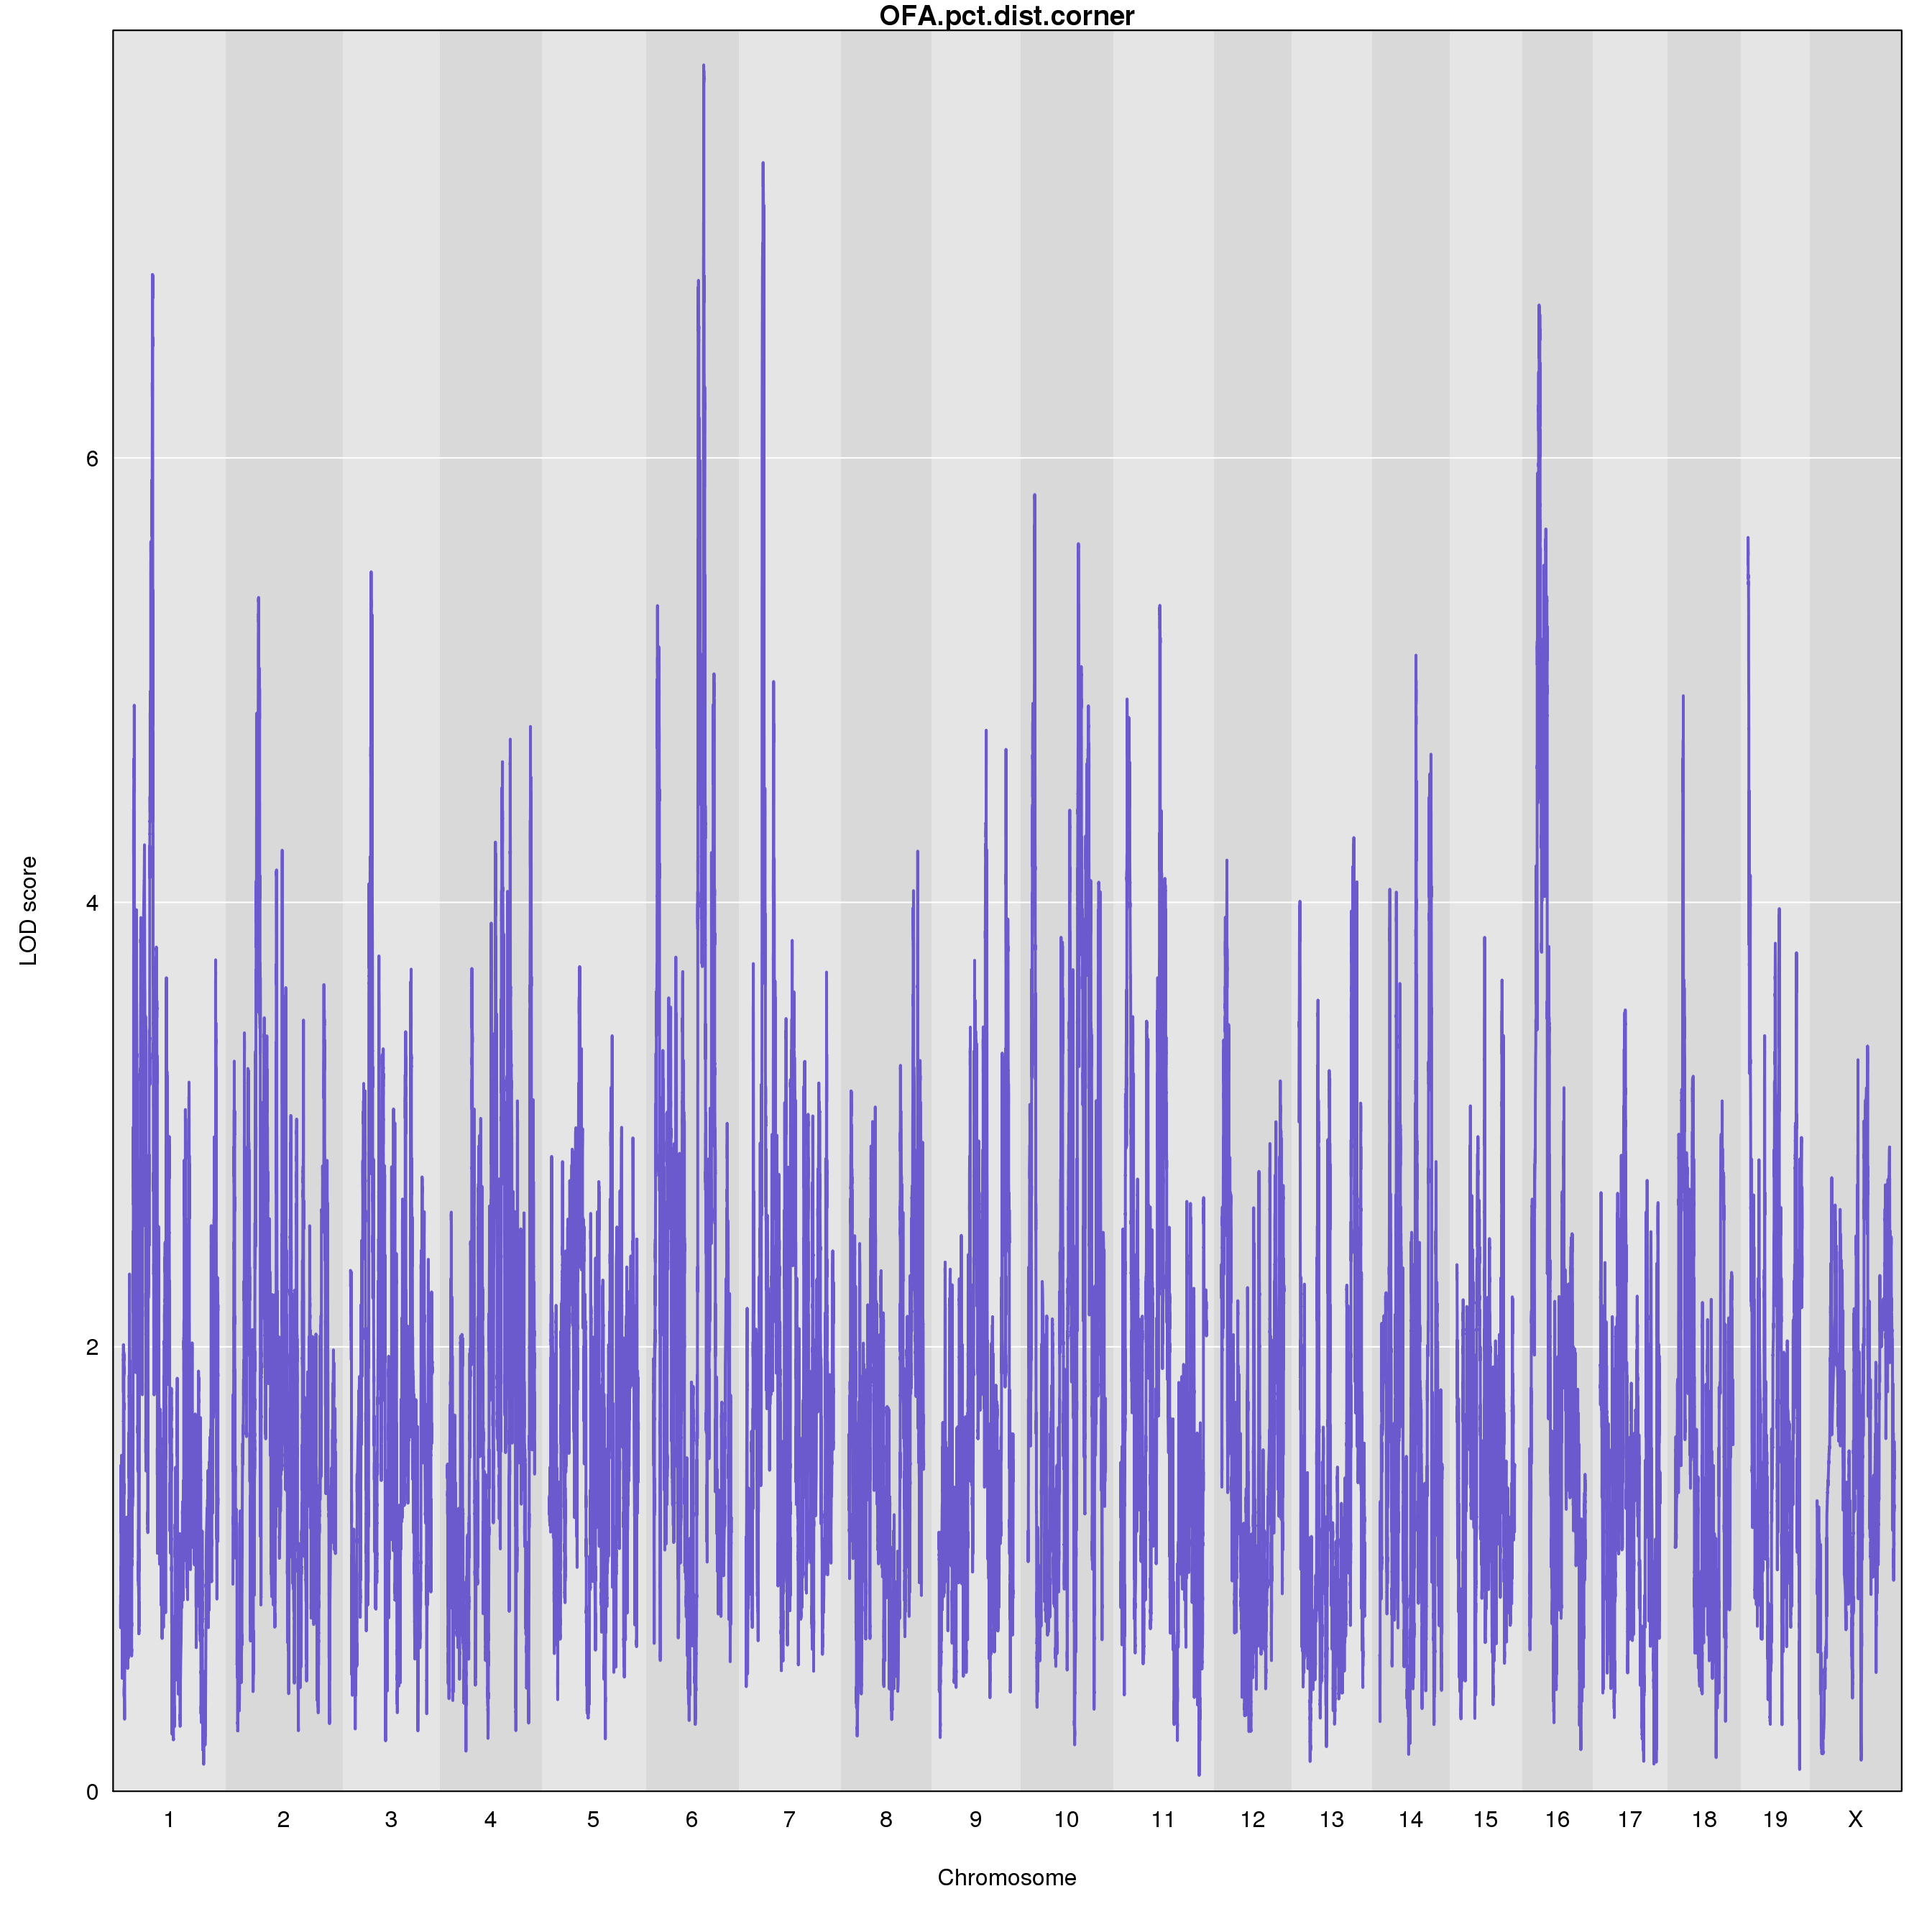 OFA.pct.dist.corner
LOD score
6
4
2
0
1 2 3 4 5 6 7 8 9 10 11 12 13 14 15 16 17 18 19 X
Chromosome